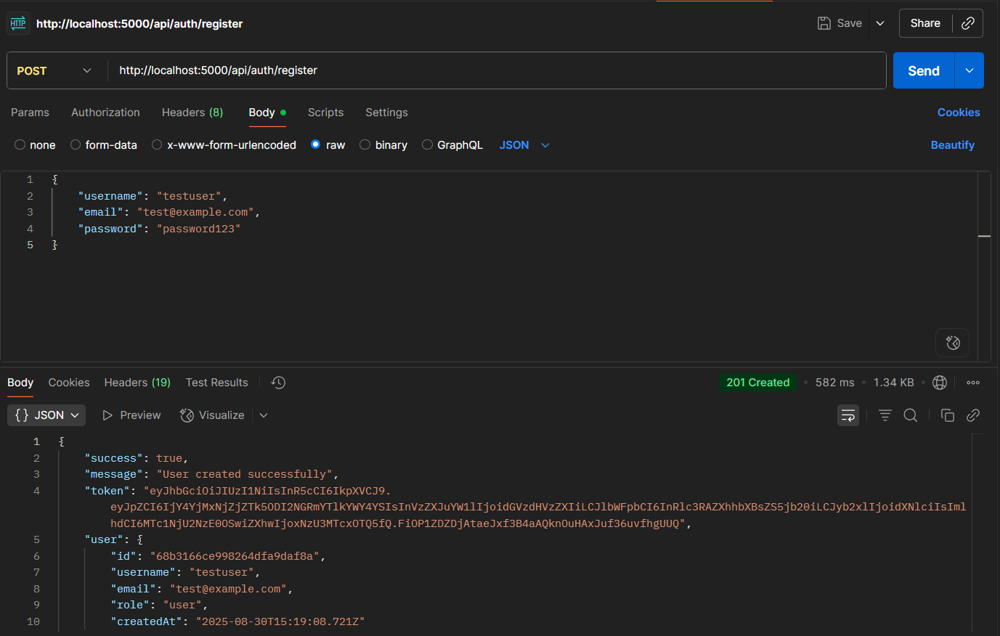 HTTP http://localhost:5000/api/auth/register Save Share
POST http://localhost:5000/api/auth/register Send
Params Authorization Headers (8) Body Scripts Settings Cookies
none form-data x-www-form-urlencoded raw binary GraphQL JSON Beautify
1 {
2 "username": "testuser",
3 "email": "test@example.com",
4 "password": "password123"
5 }
Body Cookies Headers (19) Test Results 201 Created • 582 ms • 1.34 KB •
{} JSON Preview Visualize
1 {
2 "success": true,
3 "message": "User created successfully",
4 "token": "eyJhbGciOiJIUzI1NiIsInR5cCI6IkpXVCJ9.
eyJpZCI6IjY4YjMxNjZjZTk5ODI2NGRmYTlkYWY4YSIsInVzZXJuYW1lIjoidGVzdHVzZXIiLCJlbWFpbCI6InRlc3RAZXhhbXBsZS5jb20iLCJyb2xlIjoidXNlciIsIml
hdCI6MTc1NjU2NzE0OSwiZXhwIjoxNzU3MTcxOTQ5fQ.FiOP1ZDZDjAtaeJxf3B4aAQknOuHAxJuf36uvfhgUUQ",
5 "user": {
6 "id": "68b3166ce998264dfa9daf8a",
7 "username": "testuser",
8 "email": "test@example.com",
9 "role": "user",
10 "createdAt": "2025-08-30T15:19:08.721Z"